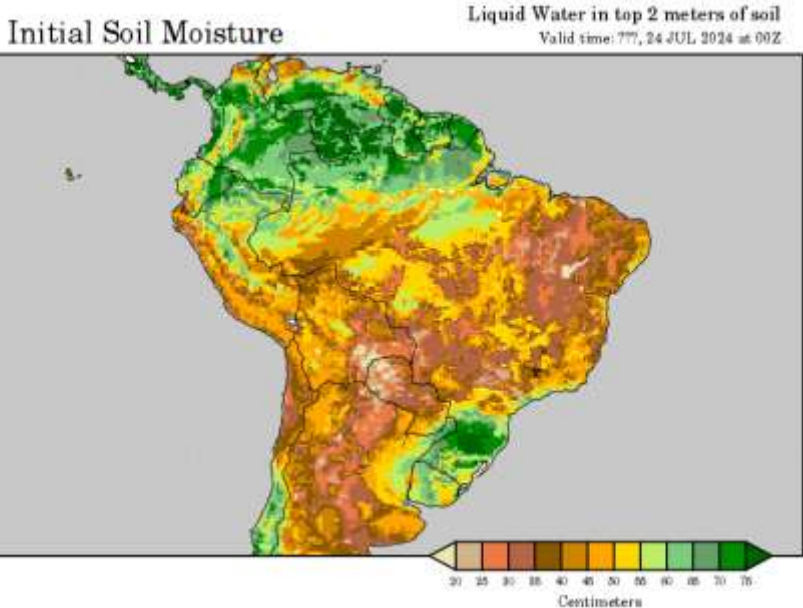 Initial Soil Moisture
Liquid Water in top 2 meters of soil
Valid time: ???, 24 JUL 2024 at 00Z
20 25 30 35 40 45 50 55 60 65 70 75
Centimeters